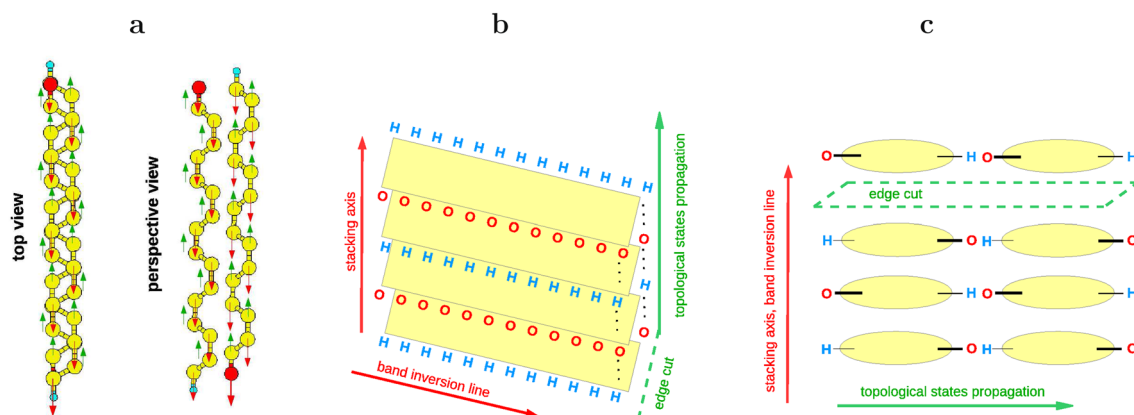 a
top view
perspective view
b
stacking axis
H H H H H H H H H H H H
O O O O O O O O O O O O
O
H H H H H H H H H H H H
O O O O O O O O O O O O
O
H H H H H H H H H H H H
band inversion line
edge cut
topological states propagation
c
stacking axis, band inversion line
O H O H
edge cut
H O H O
O H O H
H O H O
topological states propagation